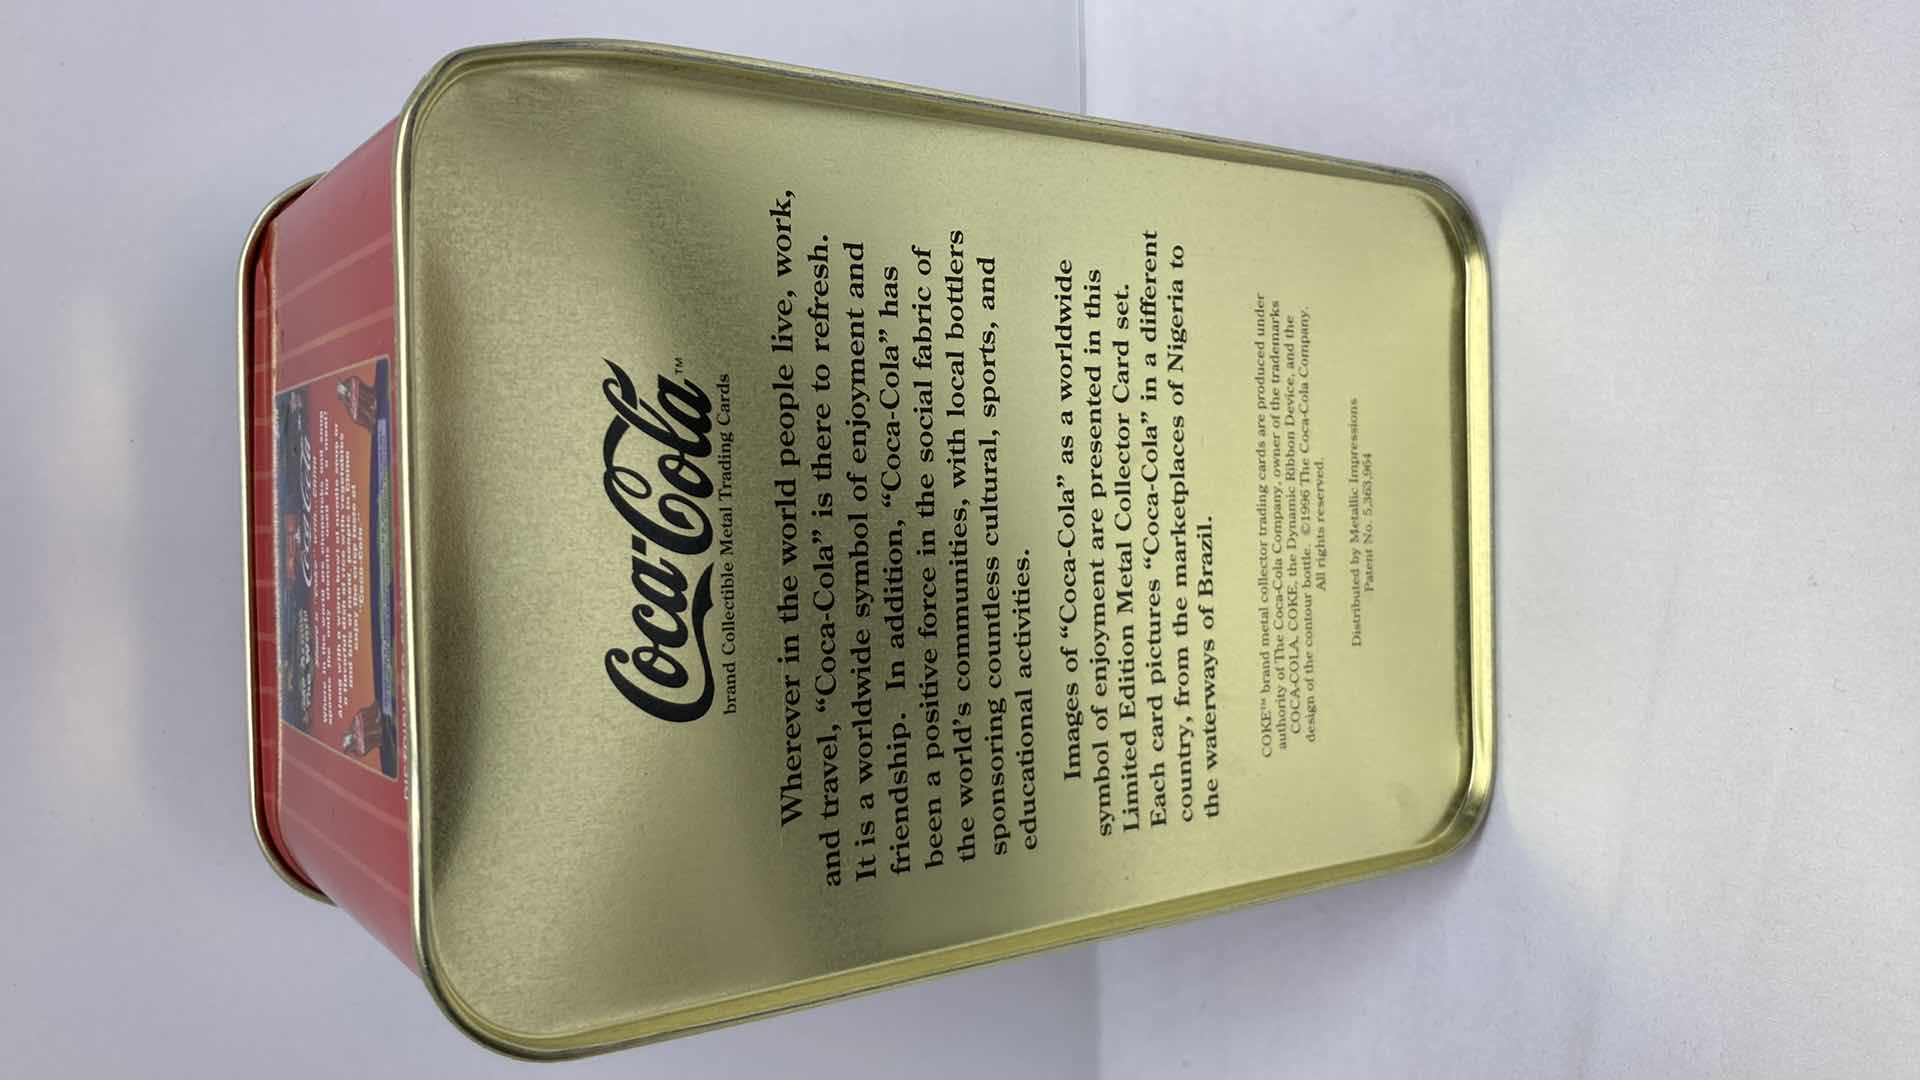 Coca-Cola™
brand Collectible Metal Trading Cards
Wherever in the world people live, work,
and travel, “Coca-Cola” is there to refresh.
It is a worldwide symbol of enjoyment and
friendship. In addition, “Coca-Cola” has
been a positive force in the social fabric of
the world’s communities, with local bottlers
sponsoring countless cultural, sports, and
educational activities.
Images of “Coca-Cola” as a worldwide
symbol of enjoyment are presented in this
Limited Edition Metal Collector Card set.
Each card pictures “Coca-Cola” in a different
country, from the marketplaces of Nigeria to
the waterways of Brazil.
COKE™ brand metal collector trading cards are produced under
authority of The Coca-Cola Company, owner of the trademarks
COCA-COLA, COKE, the Dynamic Ribbon Device, and the
design of the contour bottle. ©1996 The Coca-Cola Company.
All rights reserved.
Distributed by Metallic Impressions
Patent No. 5,363,964